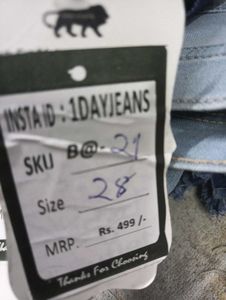 INSTA ID : 1DAYJEANS
SKU B@- 21
Size 28
MRP. Rs. 499 /-
Thanks For Choosing